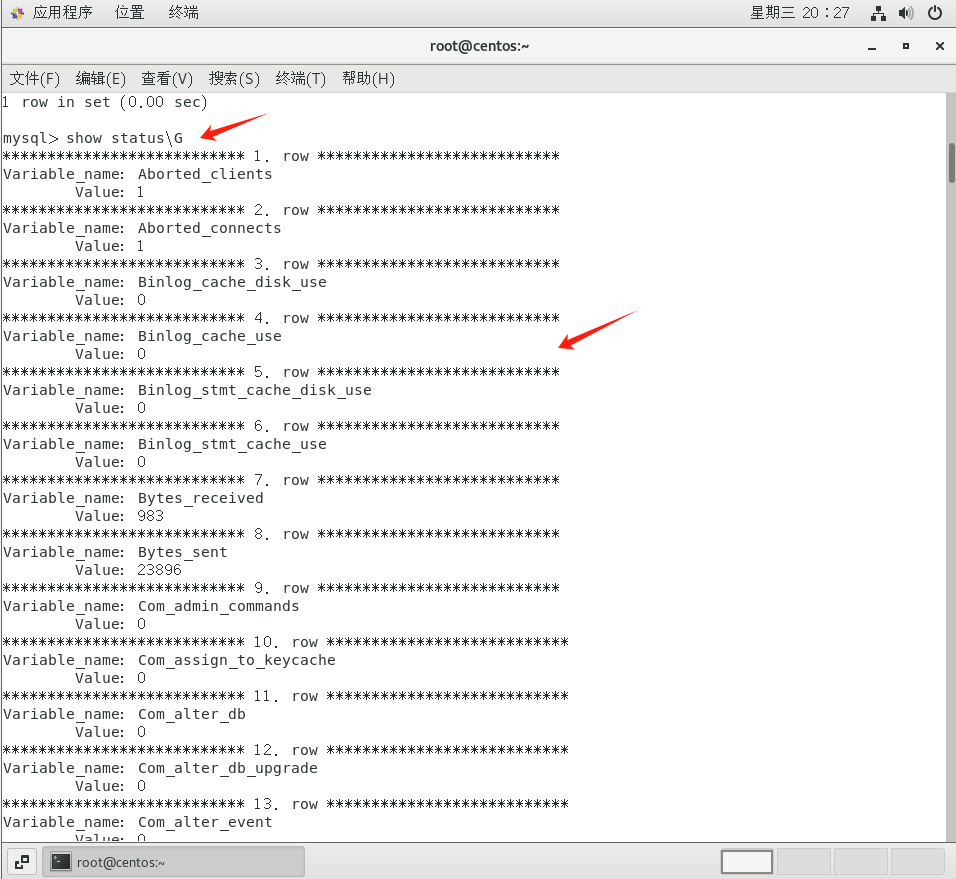 应用程序 位置 终端 星期三 20：27
root@centos:~
文件(F) 编辑(E) 查看(V) 搜索(S) 终端(T) 帮助(H)
1 row in set (0.00 sec)
mysql> show status\G
*************************** 1. row ***************************
Variable_name: Aborted_clients
Value: 1
*************************** 2. row ***************************
Variable_name: Aborted_connects
Value: 1
*************************** 3. row ***************************
Variable_name: Binlog_cache_disk_use
Value: 0
*************************** 4. row ***************************
Variable_name: Binlog_cache_use
Value: 0
*************************** 5. row ***************************
Variable_name: Binlog_stmt_cache_disk_use
Value: 0
*************************** 6. row ***************************
Variable_name: Binlog_stmt_cache_use
Value: 0
*************************** 7. row ***************************
Variable_name: Bytes_received
Value: 983
*************************** 8. row ***************************
Variable_name: Bytes_sent
Value: 23896
*************************** 9. row ***************************
Variable_name: Com_admin_commands
Value: 0
*************************** 10. row ***************************
Variable_name: Com_assign_to_keycache
Value: 0
*************************** 11. row ***************************
Variable_name: Com_alter_db
Value: 0
*************************** 12. row ***************************
Variable_name: Com_alter_db_upgrade
Value: 0
*************************** 13. row ***************************
Variable_name: Com_alter_event
Value: 0
root@centos:~